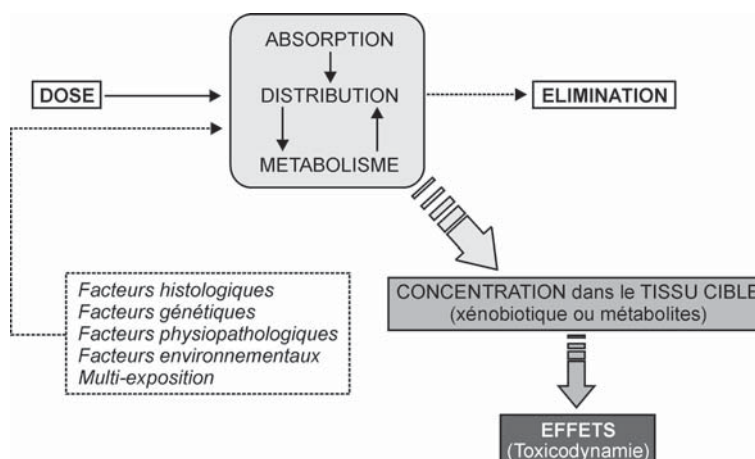 ABSORPTION
DOSE
DISTRIBUTION
ELIMINATION
METABOLISME
Facteurs histologiques
Facteurs génétiques
Facteurs physiopathologiques
Facteurs environnementaux
Multi-exposition
CONCENTRATION dans le TISSU CIBLE
(xénobiotique ou métabolites)
EFFETS
(Toxicodynamie)